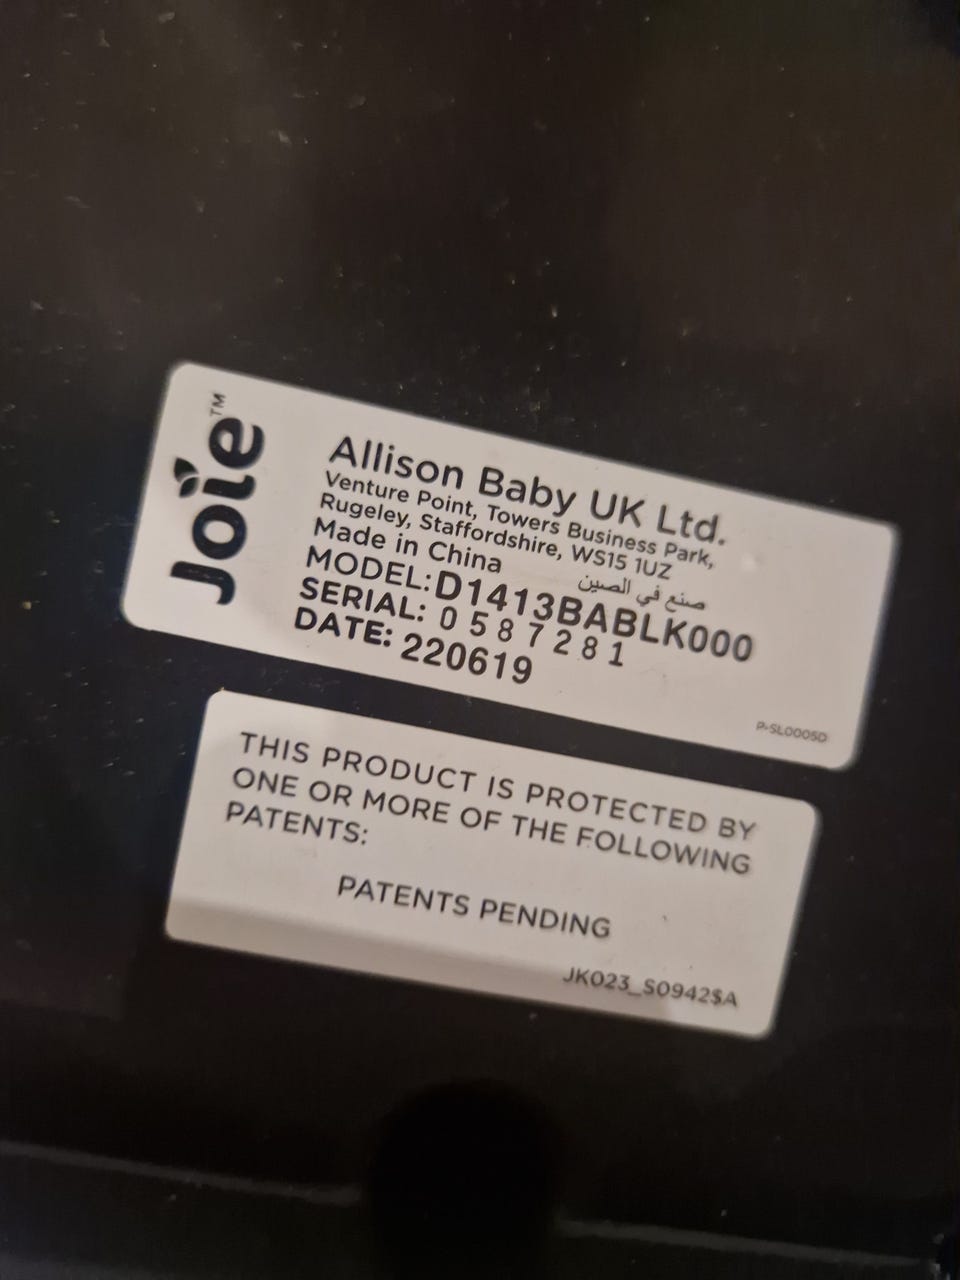 Joie™
Allison Baby UK Ltd.
Venture Point, Towers Business Park,
Rugeley, Staffordshire, WS15 1UZ
Made in China صنع في الصين
MODEL: D1413BABLK000
SERIAL: 0587281
DATE: 220619
P-SL0005D
THIS PRODUCT IS PROTECTED BY
ONE OR MORE OF THE FOLLOWING
PATENTS:
PATENTS PENDING
JK023_S0942$A